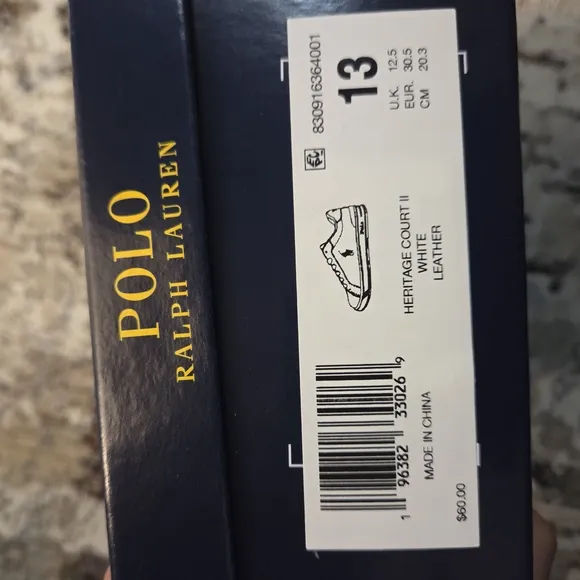 POLO
RALPH LAUREN
830916364001
13
U.K. 12.5
EUR. 30.5
CM 20.3
HERITAGE COURT II
WHITE
LEATHER
1 96382 33026 9
MADE IN CHINA
$60.00